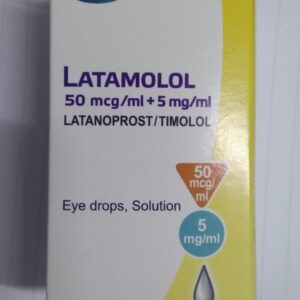 LATAMOLOL
50 mcg/ml + 5 mg/ml
LATANOPROST/TIMOLOL
50
mcg/
ml
Eye drops, Solution
5
mg/ml